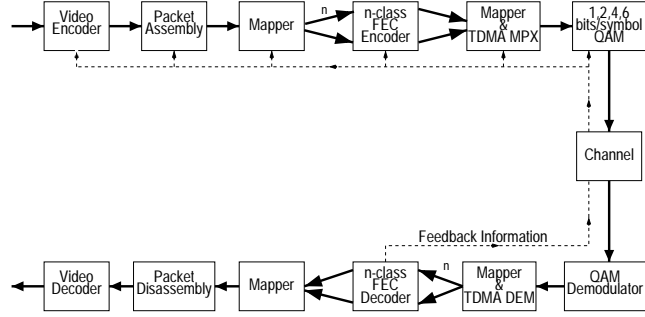 Video
Encoder
Packet
Assembly
Mapper
n
n-class
FEC
Encoder
Mapper
&
TDMA MPX
1,2,4,6
bits/symbol
QAM
Channel
Feedback Information
Video
Decoder
Packet
Disassembly
Mapper
n-class
FEC
Decoder
n
Mapper
&
TDMA DEM
QAM
Demodulator